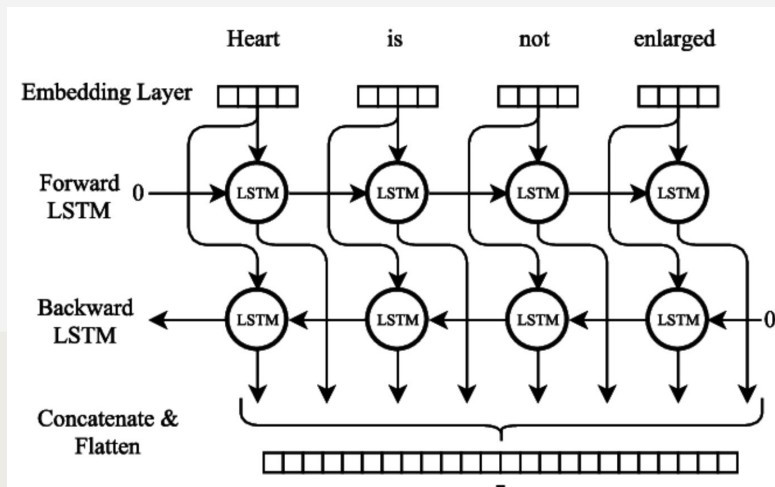 Heart is not enlarged
Embedding Layer
Forward
LSTM
0
LSTM LSTM LSTM LSTM
Backward
LSTM
LSTM LSTM LSTM LSTM
0
Concatenate &
Flatten